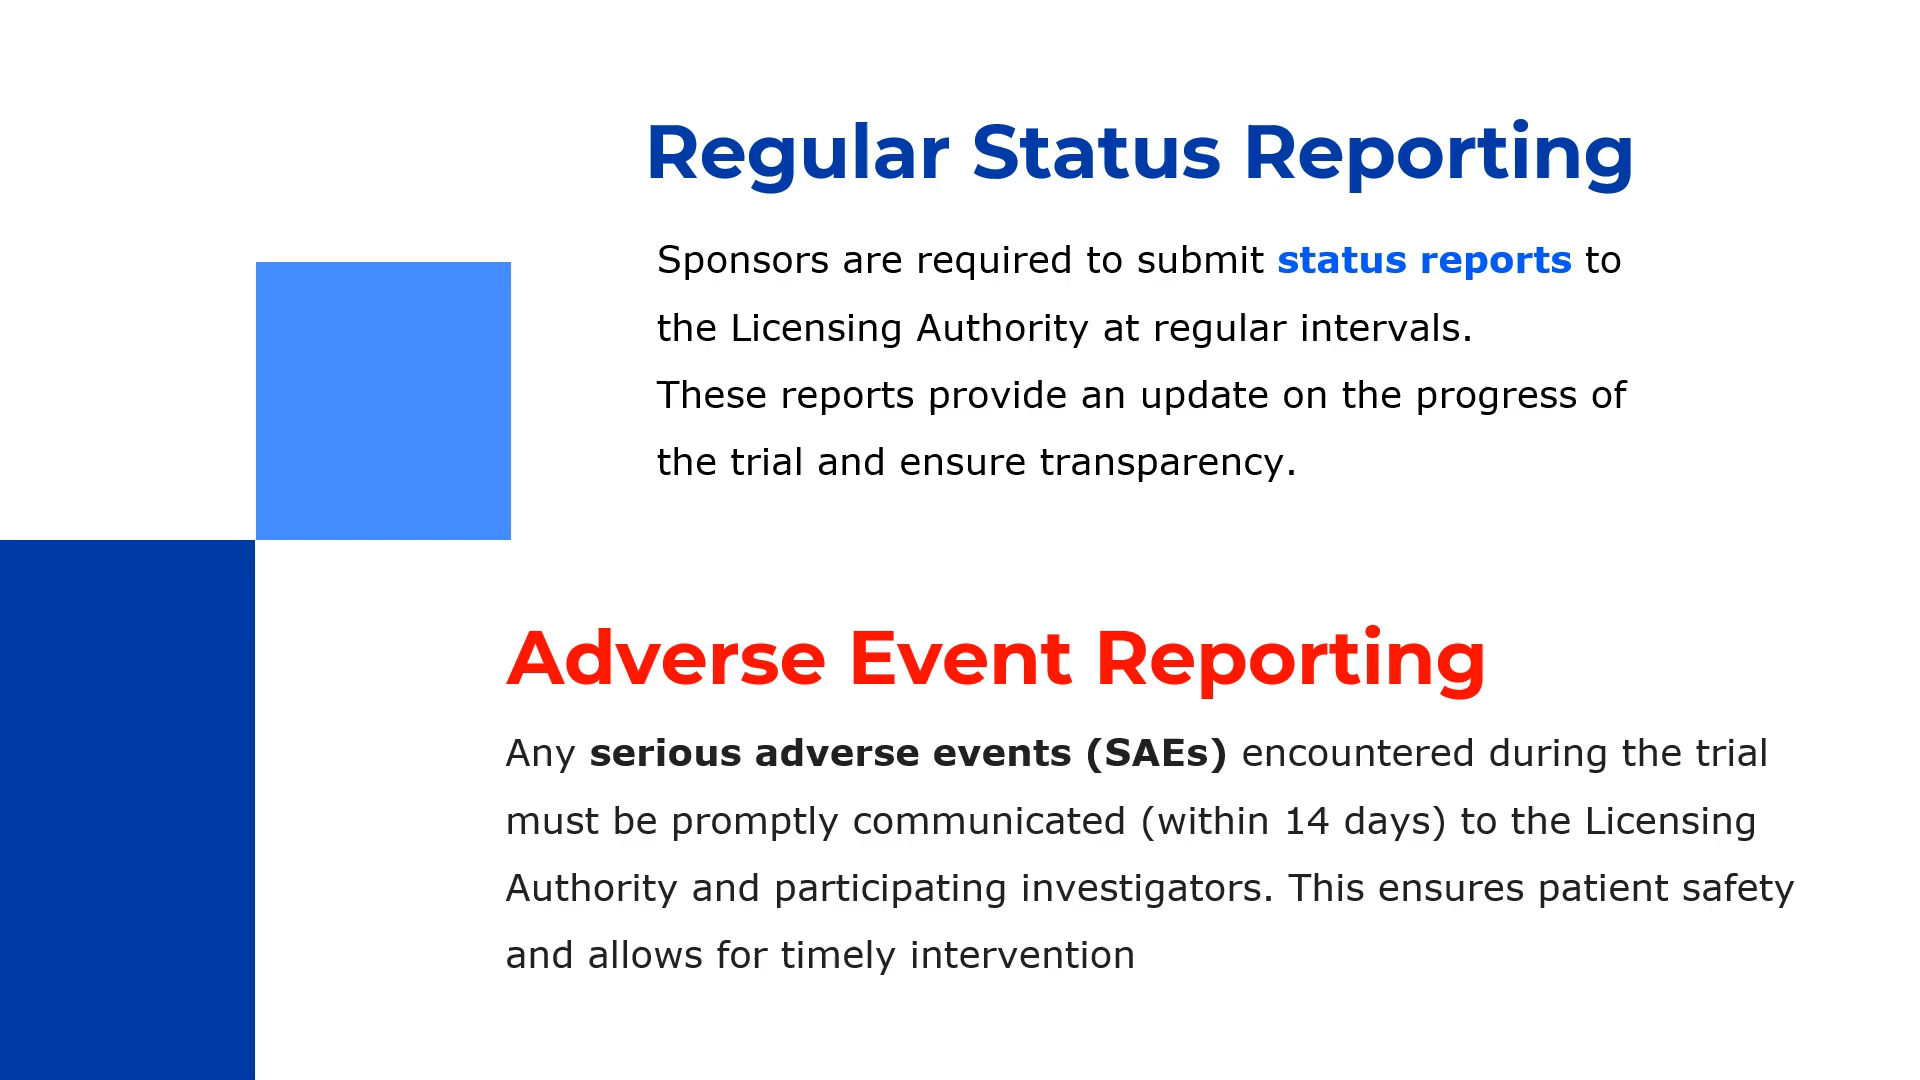 Regular Status Reporting
Sponsors are required to submit status reports to
the Licensing Authority at regular intervals.
These reports provide an update on the progress of
the trial and ensure transparency.
Adverse Event Reporting
Any serious adverse events (SAEs) encountered during the trial
must be promptly communicated (within 14 days) to the Licensing
Authority and participating investigators. This ensures patient safety
and allows for timely intervention